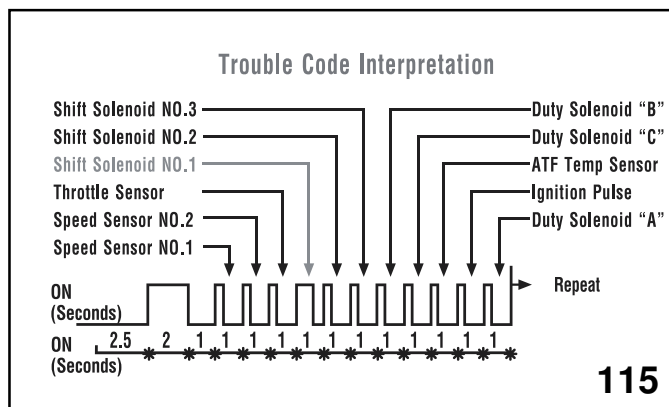 Trouble Code Interpretation
Shift Solenoid NO.3
Shift Solenoid NO.2
Shift Solenoid NO.1
Throttle Sensor
Speed Sensor NO.2
Speed Sensor NO.1
Duty Solenoid “B”
Duty Solenoid “C”
ATF Temp Sensor
Ignition Pulse
Duty Solenoid “A”
Repeat
ON
(Seconds)
ON
(Seconds)
2.5 2 1 1 1 1 1 1 1 1 1 1 1 1
115